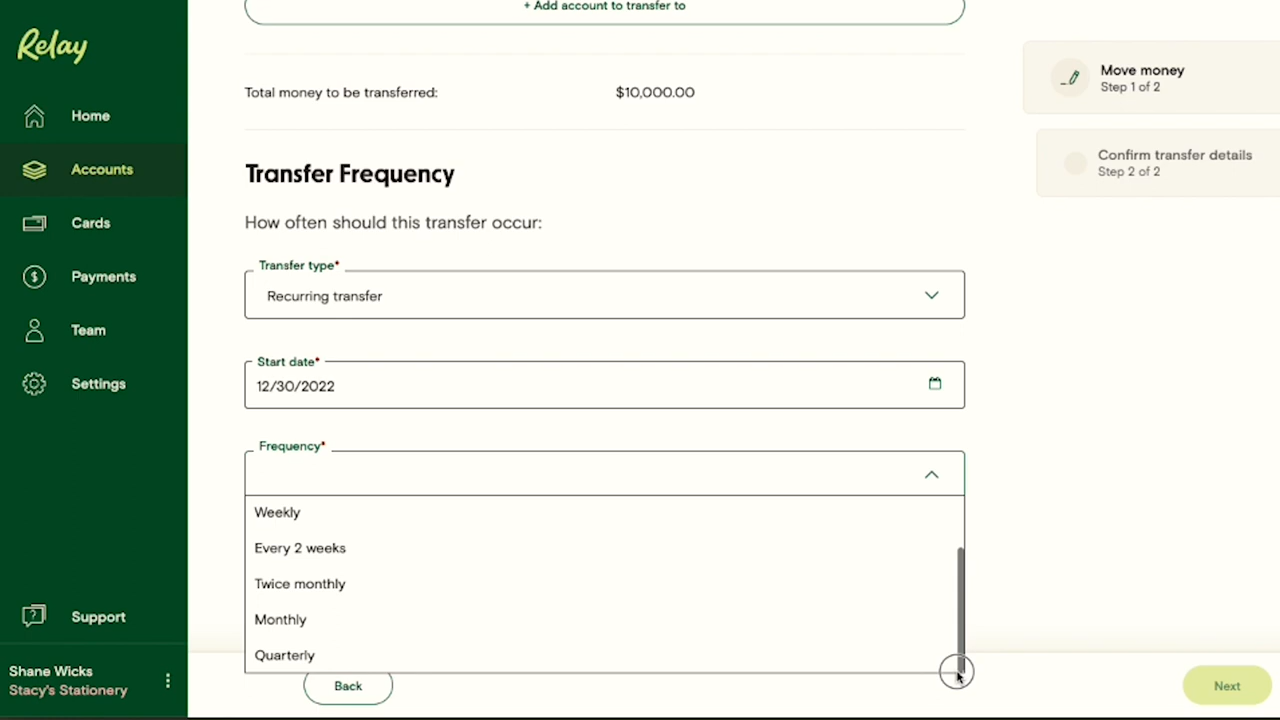 Relay
Home
Accounts
Cards
Payments
Team
Settings
Support
Shane Wicks
Stacy's Stationery
+ Add account to transfer to
Total money to be transferred: $10,000.00
Transfer Frequency
How often should this transfer occur:
Transfer type*
Recurring transfer
Start date*
12/30/2022
Frequency*
Weekly
Every 2 weeks
Twice monthly
Monthly
Quarterly
Back
Next
Move money
Step 1 of 2
Confirm transfer details
Step 2 of 2